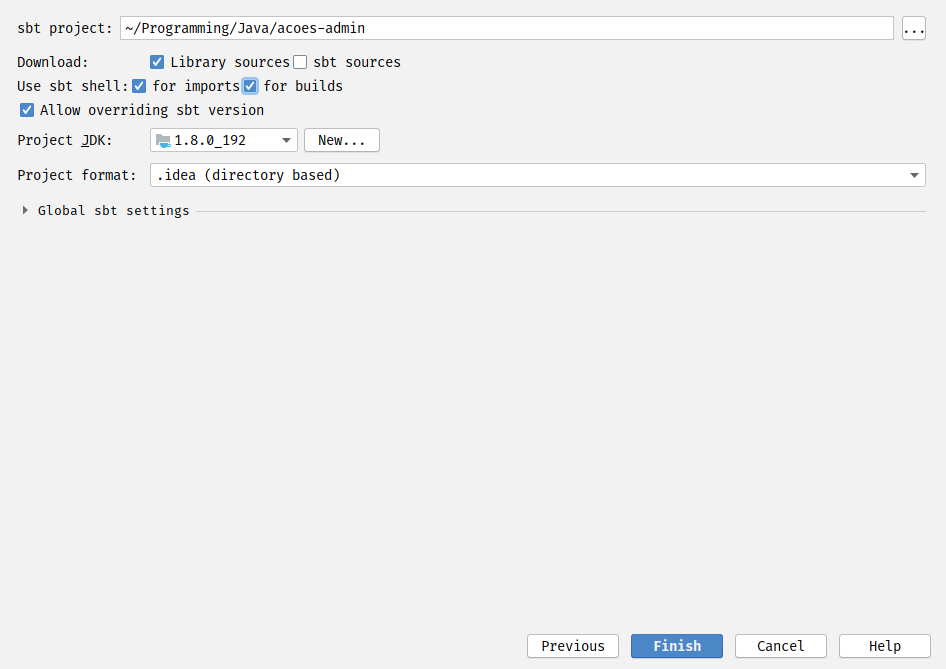 sbt project: ~/Programming/Java/acoes-admin ...
Download: Library sources sbt sources
Use sbt shell: for imports for builds
Allow overriding sbt version
Project JDK: 1.8.0_192 New...
Project format: .idea (directory based)
Global sbt settings
Previous Finish Cancel Help